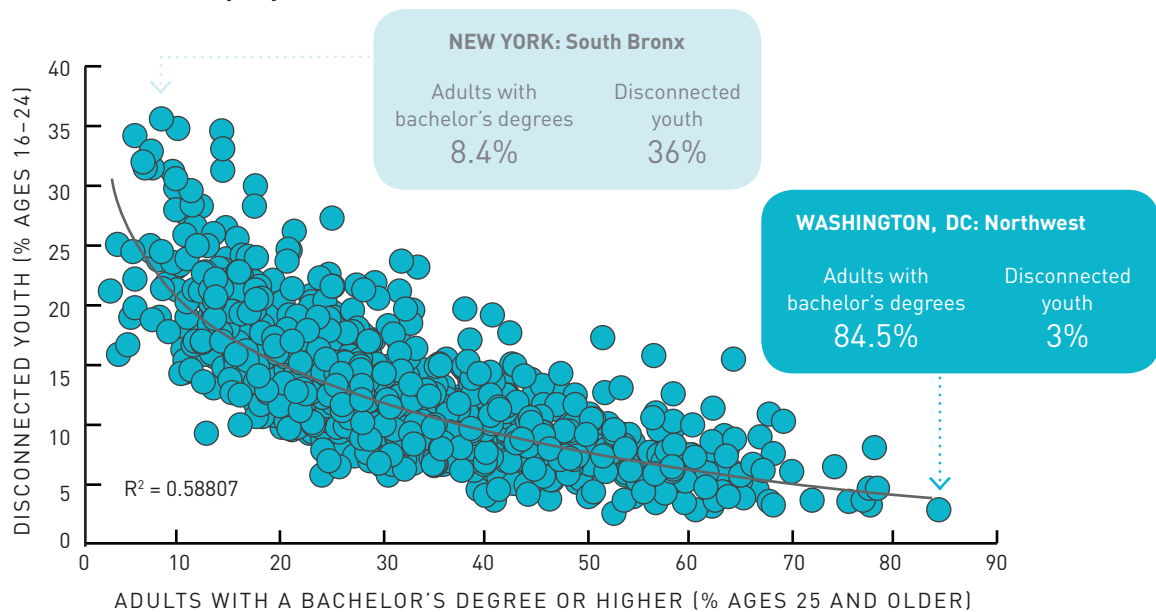 NEW YORK: South Bronx
Adults with bachelor's degrees
8.4%
Disconnected youth
36%
WASHINGTON, DC: Northwest
Adults with bachelor's degrees
84.5%
Disconnected youth
3%
DISCONNECTED YOUTH (% AGES 16–24)
40
35
30
25
20
15
10
5
0
R² = 0.58807
0 10 20 30 40 50 60 70 80 90
ADULTS WITH A BACHELOR'S DEGREE OR HIGHER (% AGES 25 AND OLDER)